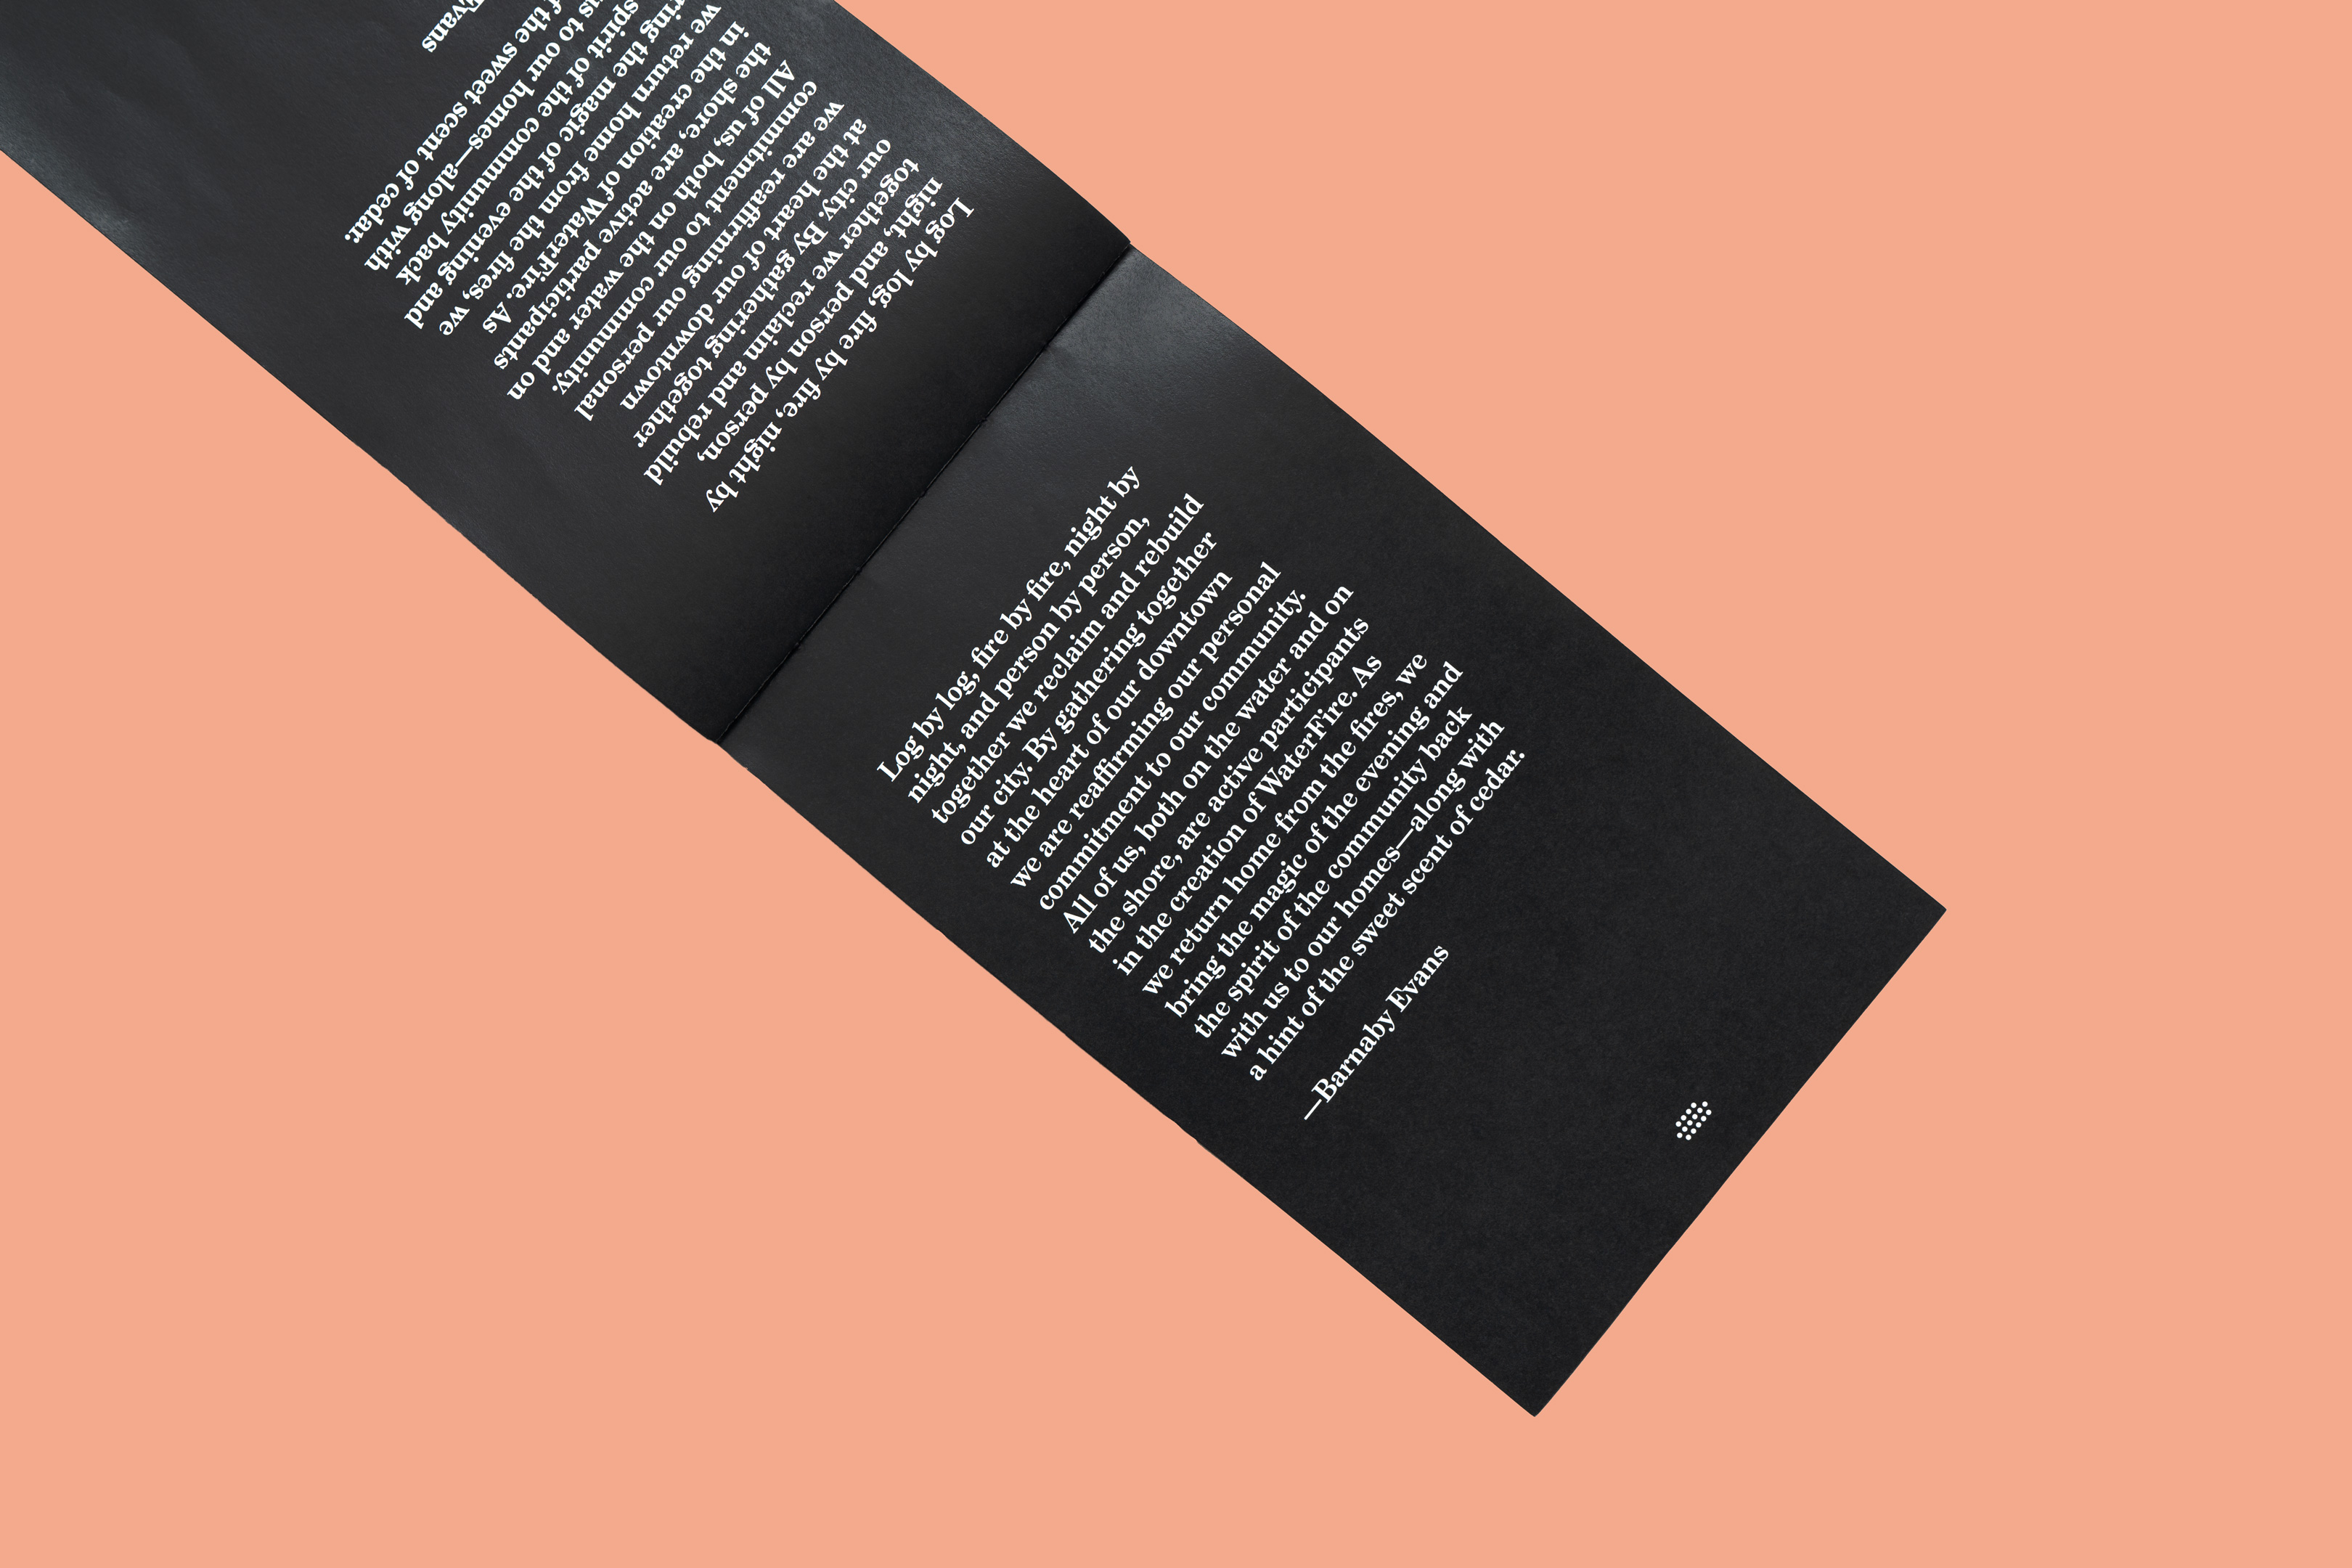 Log by log, fire by fire, night by
night, and person by person,
together we reclaim and rebuild
our city. By gathering together
at the heart of our downtown
we are reaffirming our personal
commitment to our community.
All of us, both on the water and on
the shore, are active participants
in the creation of WaterFire. As
we return home from the fires, we
ring the magic of the evening and
spirit of the community back
us to our homes—along with
f the sweet scent of cedar.
Evans
Log by log, fire by fire, night by
night, and person by person,
together we reclaim and rebuild
our city. By gathering together
at the heart of our downtown
we are reaffirming our personal
commitment to our community.
All of us, both on the water and on
the shore, are active participants
in the creation of WaterFire. As
we return home from the fires, we
bring the magic of the evening and
the spirit of the community back
with us to our homes—along with
a hint of the sweet scent of cedar.
—Barnaby Evans